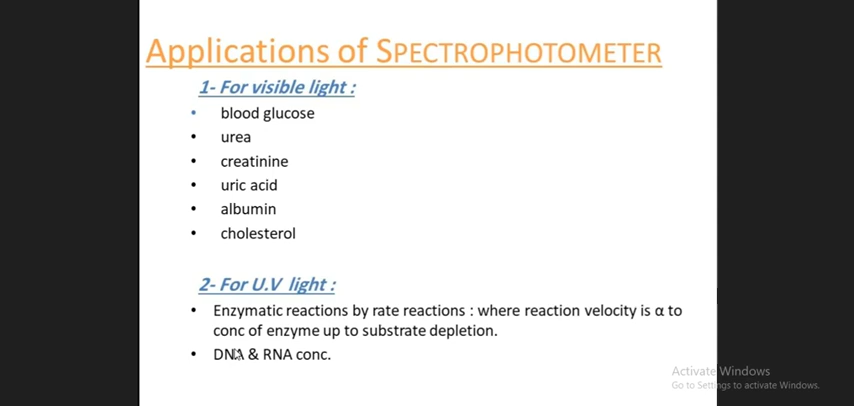 Applications of SPECTROPHOTOMETER
1- For visible light :
• blood glucose
• urea
• creatinine
• uric acid
• albumin
• cholesterol
2- For U.V light :
• Enzymatic reactions by rate reactions : where reaction velocity is α to
conc of enzyme up to substrate depletion.
• DNA & RNA conc.
Activate Windows
Go to Settings to activate Windows.